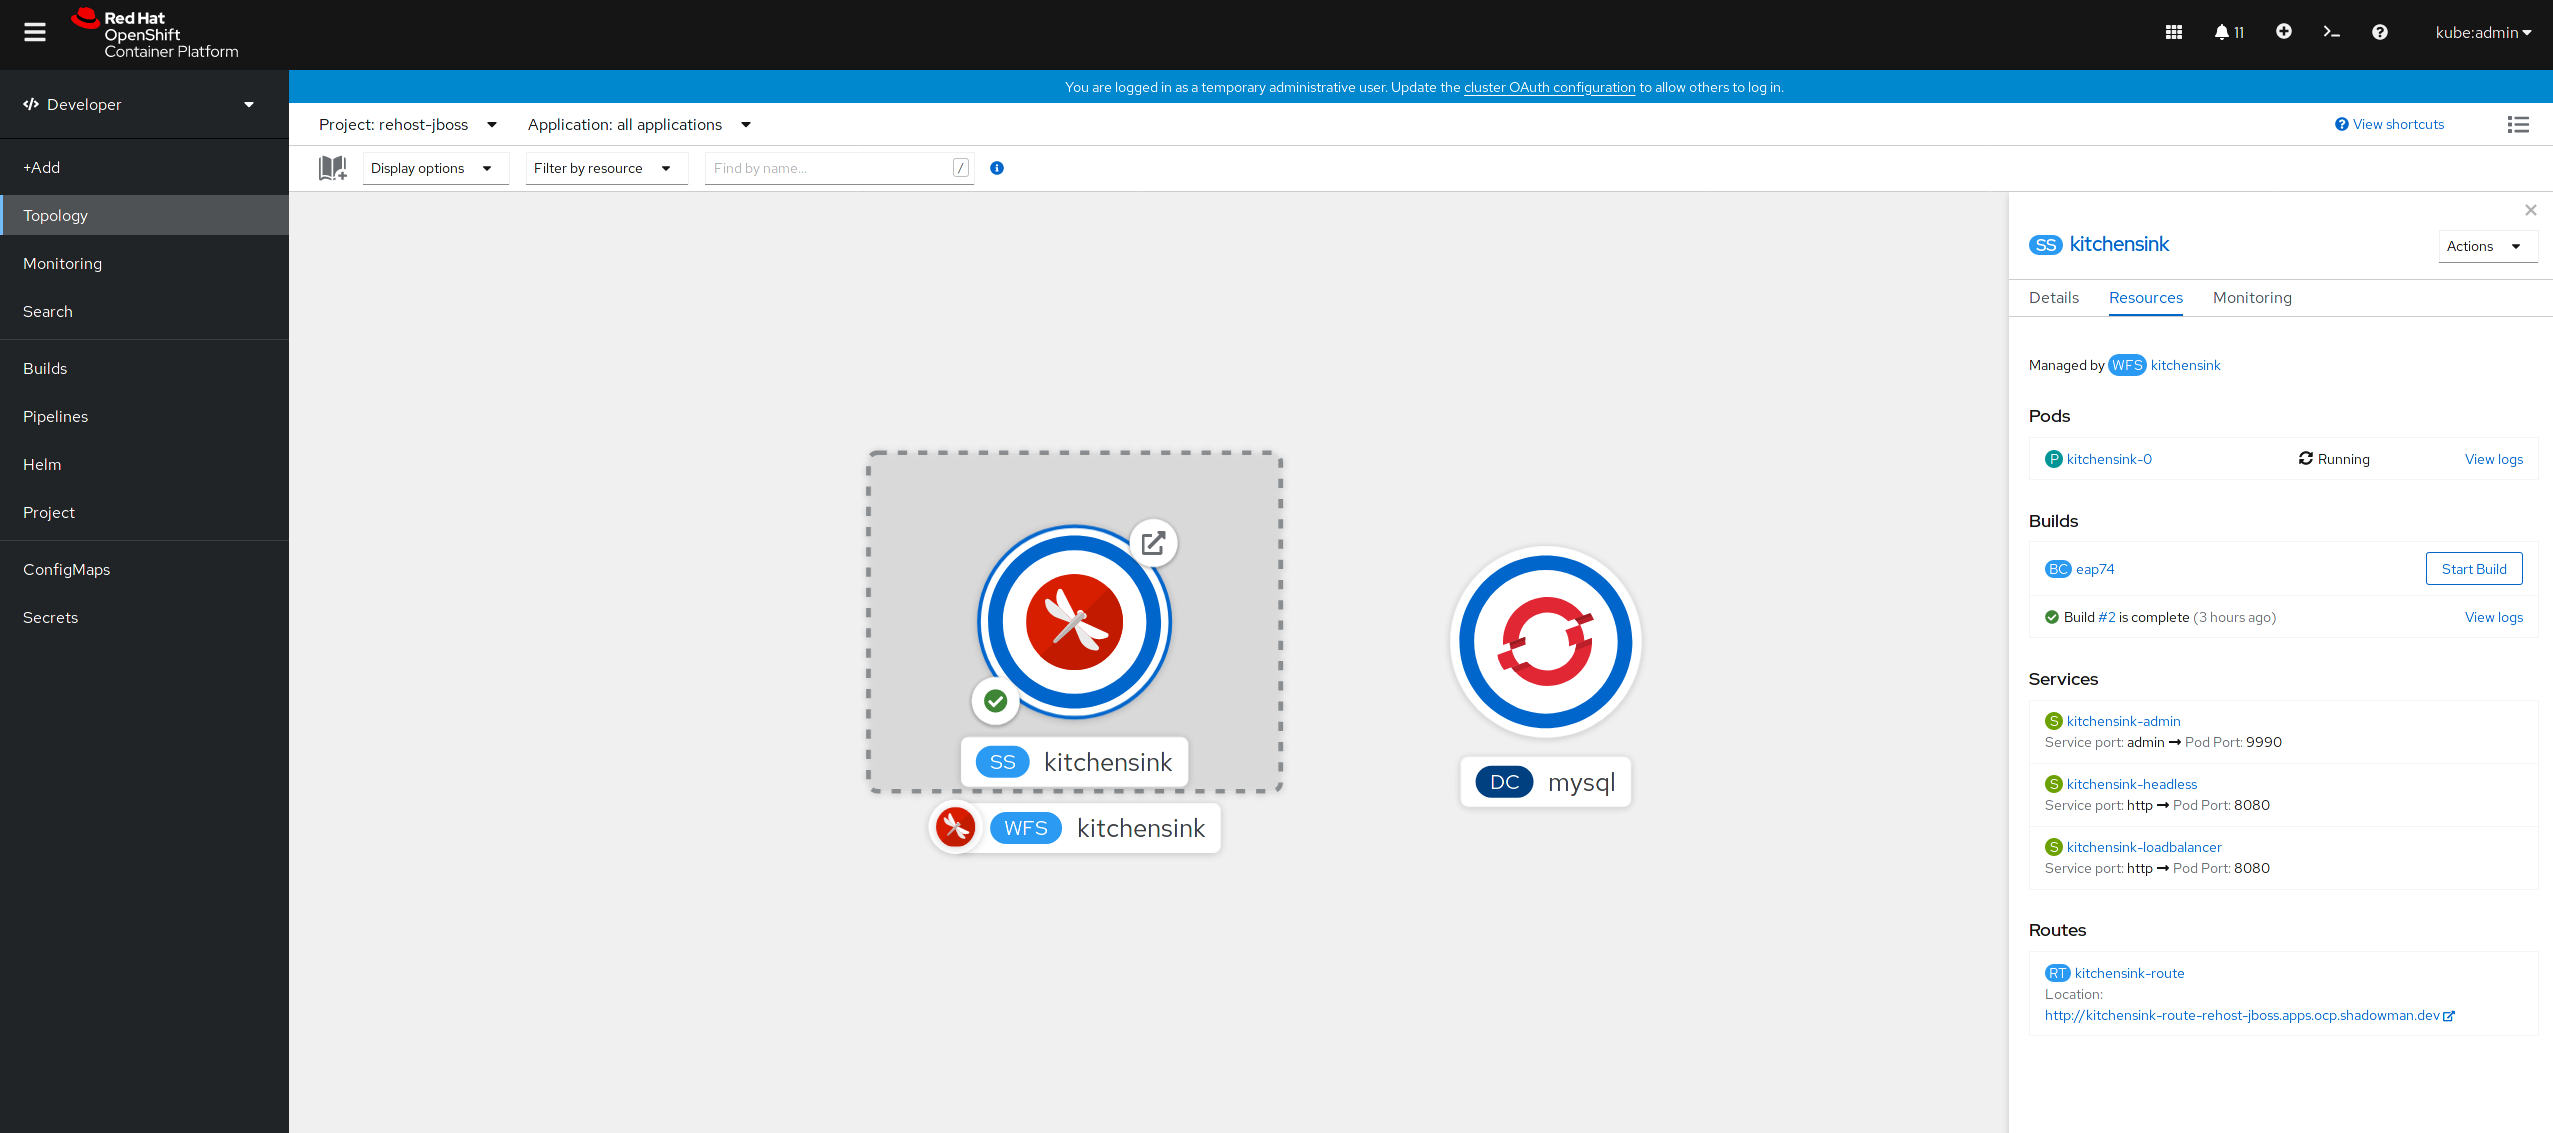 Red Hat
OpenShift
Container Platform
11
kube:admin
Developer
You are logged in as a temporary administrative user. Update the cluster OAuth configuration to allow others to log in.
+Add
Topology
Monitoring
Search
Builds
Pipelines
Helm
Project
ConfigMaps
Secrets
Project: rehost-jboss
Application: all applications
View shortcuts
Display options
Filter by resource
Find by name...
/
SS kitchensink
WFS kitchensink
DC mysql
SS kitchensink
Actions
Details Resources Monitoring
Managed by WFS kitchensink
Pods
P kitchensink-0 Running View logs
Builds
BC eap74 Start Build
Build #2 is complete (3 hours ago) View logs
Services
S kitchensink-admin
Service port: admin → Pod Port: 9990
S kitchensink-headless
Service port: http → Pod Port: 8080
S kitchensink-loadbalancer
Service port: http → Pod Port: 8080
Routes
RT kitchensink-route
Location:
http://kitchensink-route-rehost-jboss.apps.ocp.shadowman.dev